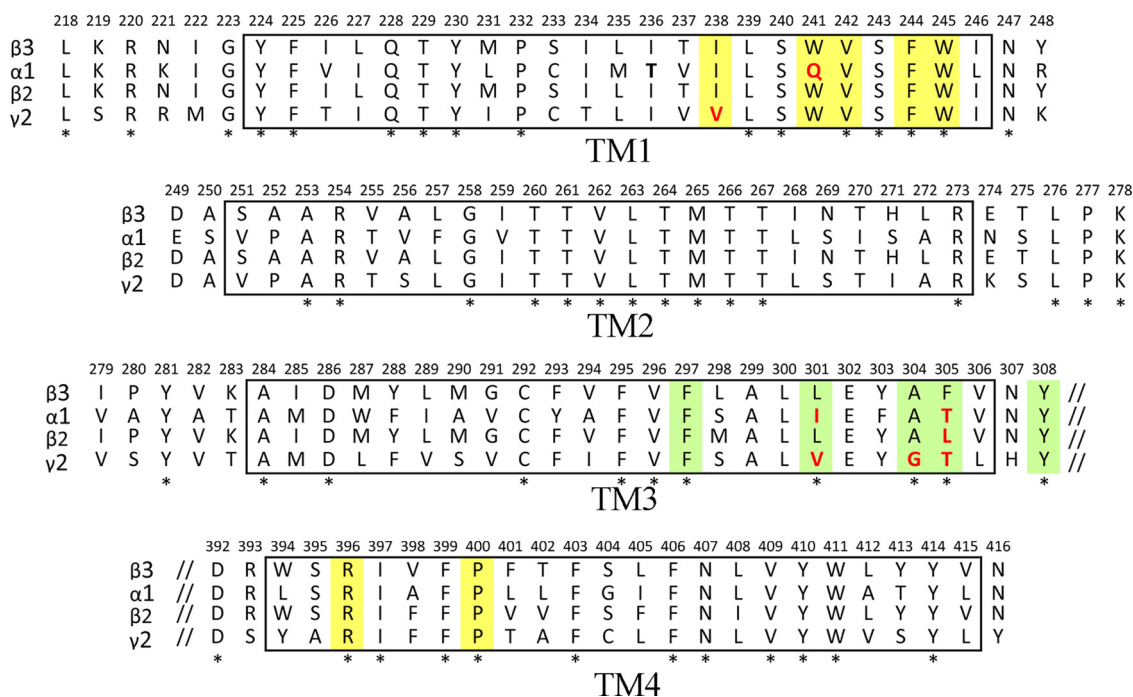 218 219 220 221 222 223 224 225 226 227 228 229 230 231 232 233 234 235 236 237 238 239 240 241 242 243 244 245 246 247 248
β3 L K R N I G Y F I L Q T Y M P S I L I T I L S W V S F W I N Y
α1 L K R K I G Y F V I Q T Y L P C I M T V I L S Q V S F W L N R
β2 L K R N I G Y F I L Q T Y M P S I L I T I L S W V S F W I N Y
γ2 L S R R M G Y F T I Q T Y I P C T L I V V L S W V S F W I N K
* * * * * * * * * * * * * * * *
TM1
249 250 251 252 253 254 255 256 257 258 259 260 261 262 263 264 265 266 267 268 269 270 271 272 273 274 275 276 277 278
β3 D A S A A R V A L G I T T V L T M T T I N T H L R E T L P K
α1 E S V P A R T V F G V T T V L T M T T L S I S A R N S L P K
β2 D A S A A R V A L G I T T V L T M T T I N T H L R E T L P K
γ2 D A V P A R T S L G I T T V L T M T T L S T I A R K S L P K
* * * * * * * * * * * * * * *
TM2
279 280 281 282 283 284 285 286 287 288 289 290 291 292 293 294 295 296 297 298 299 300 301 302 303 304 305 306 307 308
β3 I P Y V K A I D M Y L M G C F V F V F L A L L E Y A F V N Y //
α1 V A Y A T A M D W F I A V C Y A F V F S A L I E F A T V N Y //
β2 I P Y V K A I D M Y L M G C F V F V F M A L L E Y A L V N Y //
γ2 V S Y V T A M D L F V S V C F I F V F S A L V E Y G T L H Y //
* * * * * * * * * * *
TM3
392 393 394 395 396 397 398 399 400 401 402 403 404 405 406 407 408 409 410 411 412 413 414 415 416
β3 // D R W S R I V F P F T F S L F N L V Y W L Y Y V N
α1 // D R L S R I A F P L L F G I F N L V Y W A T Y L N
β2 // D R W S R I F F P V V F S F F N I V Y W L Y Y V N
γ2 // D S Y A R I F F P T A F C L F N L V Y W V S Y L Y
* * * * * * * * * * * *
TM4